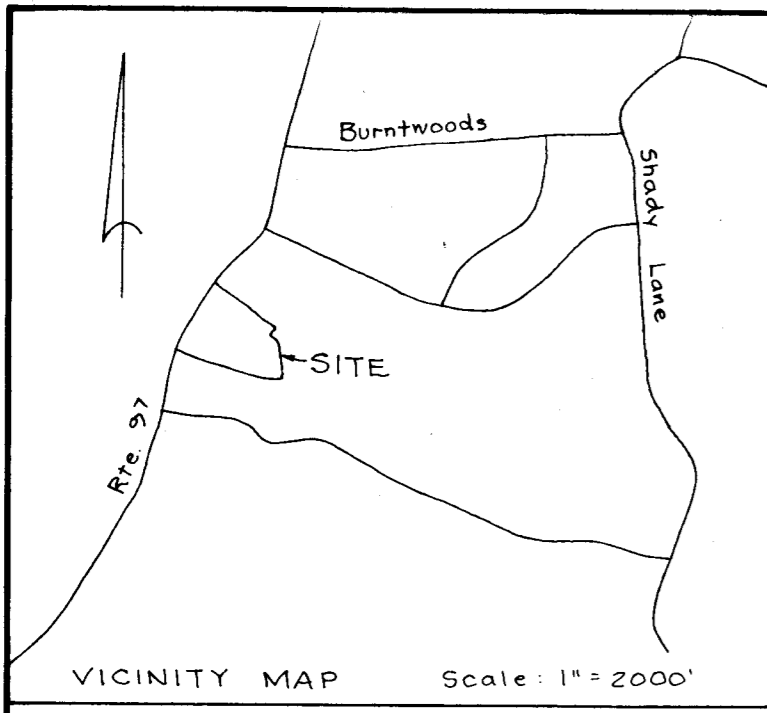 Burntwoods
Shady Lane
SITE
Rte. 97
VICINITY MAP Scale: 1" = 2000'